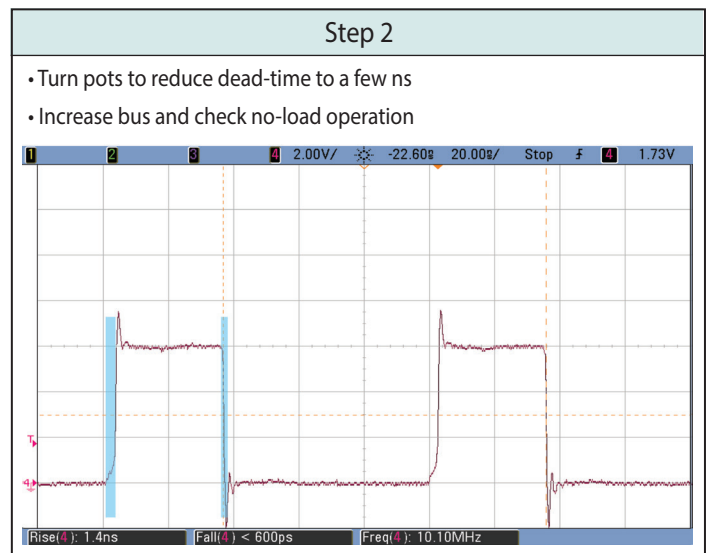 Step 2
• Turn pots to reduce dead-time to a few ns
• Increase bus and check no-load operation
1 2 3 4 2.00V/ -22.60s 20.00s/ Stop 4 1.73V
T
4
Rise(4): 1.4ns Fall(4) < 600ps Freq(4): 10.10MHz